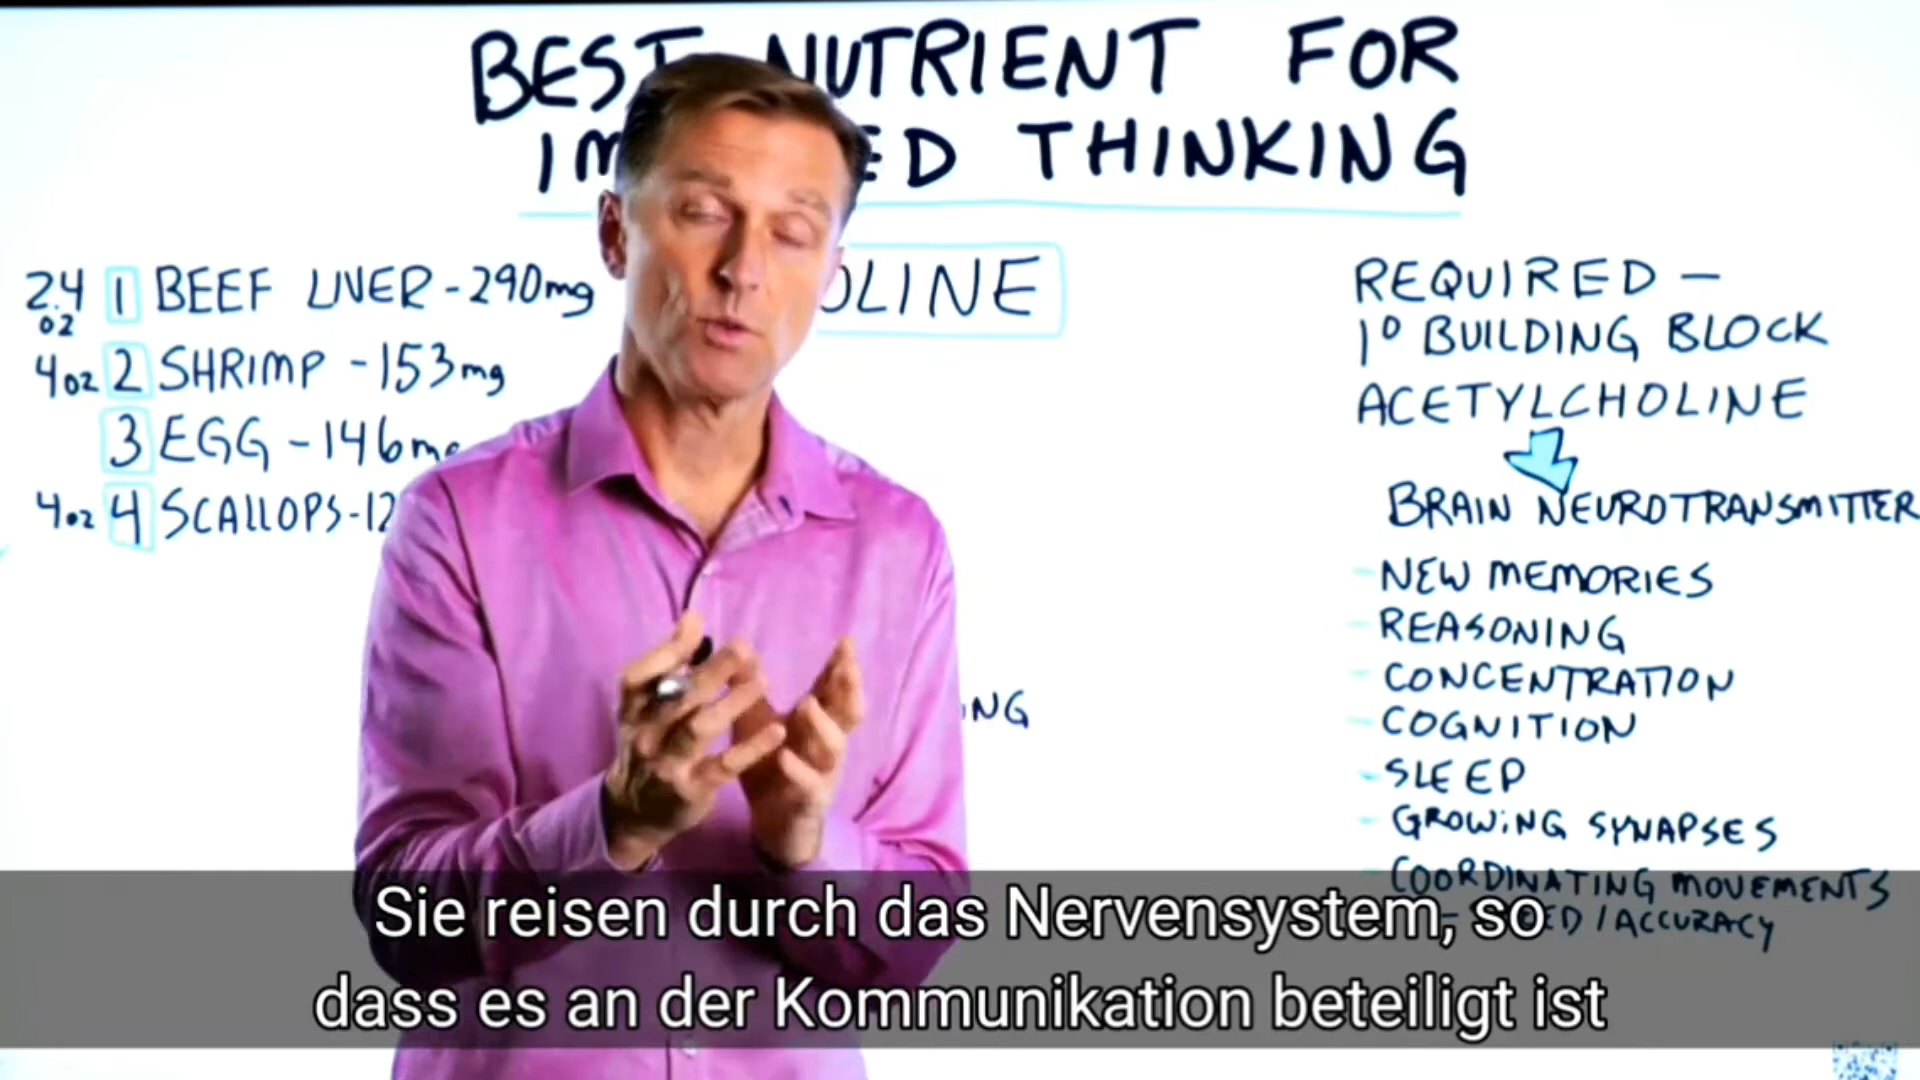 BEST NUTRIENT FOR
THINKING
2.4 oz 1 BEEF LIVER - 290mg
4oz 2 SHRIMP - 153mg
3 EGG - 146m
4oz 4 SCALLOPS - 12
OLINE
NG
REQUIRED -
1° BUILDING BLOCK
ACETYLCHOLINE
BRAIN NEUROTRANSMITTER
- NEW MEMORIES
- REASONING
- CONCENTRATION
- COGNITION
- SLEEP
- GROWING SYNAPSES
- COORDINATING MOVEMENTS
/ ACCURACY
Sie reisen durch das Nervensystem, so
dass es an der Kommunikation beteiligt ist